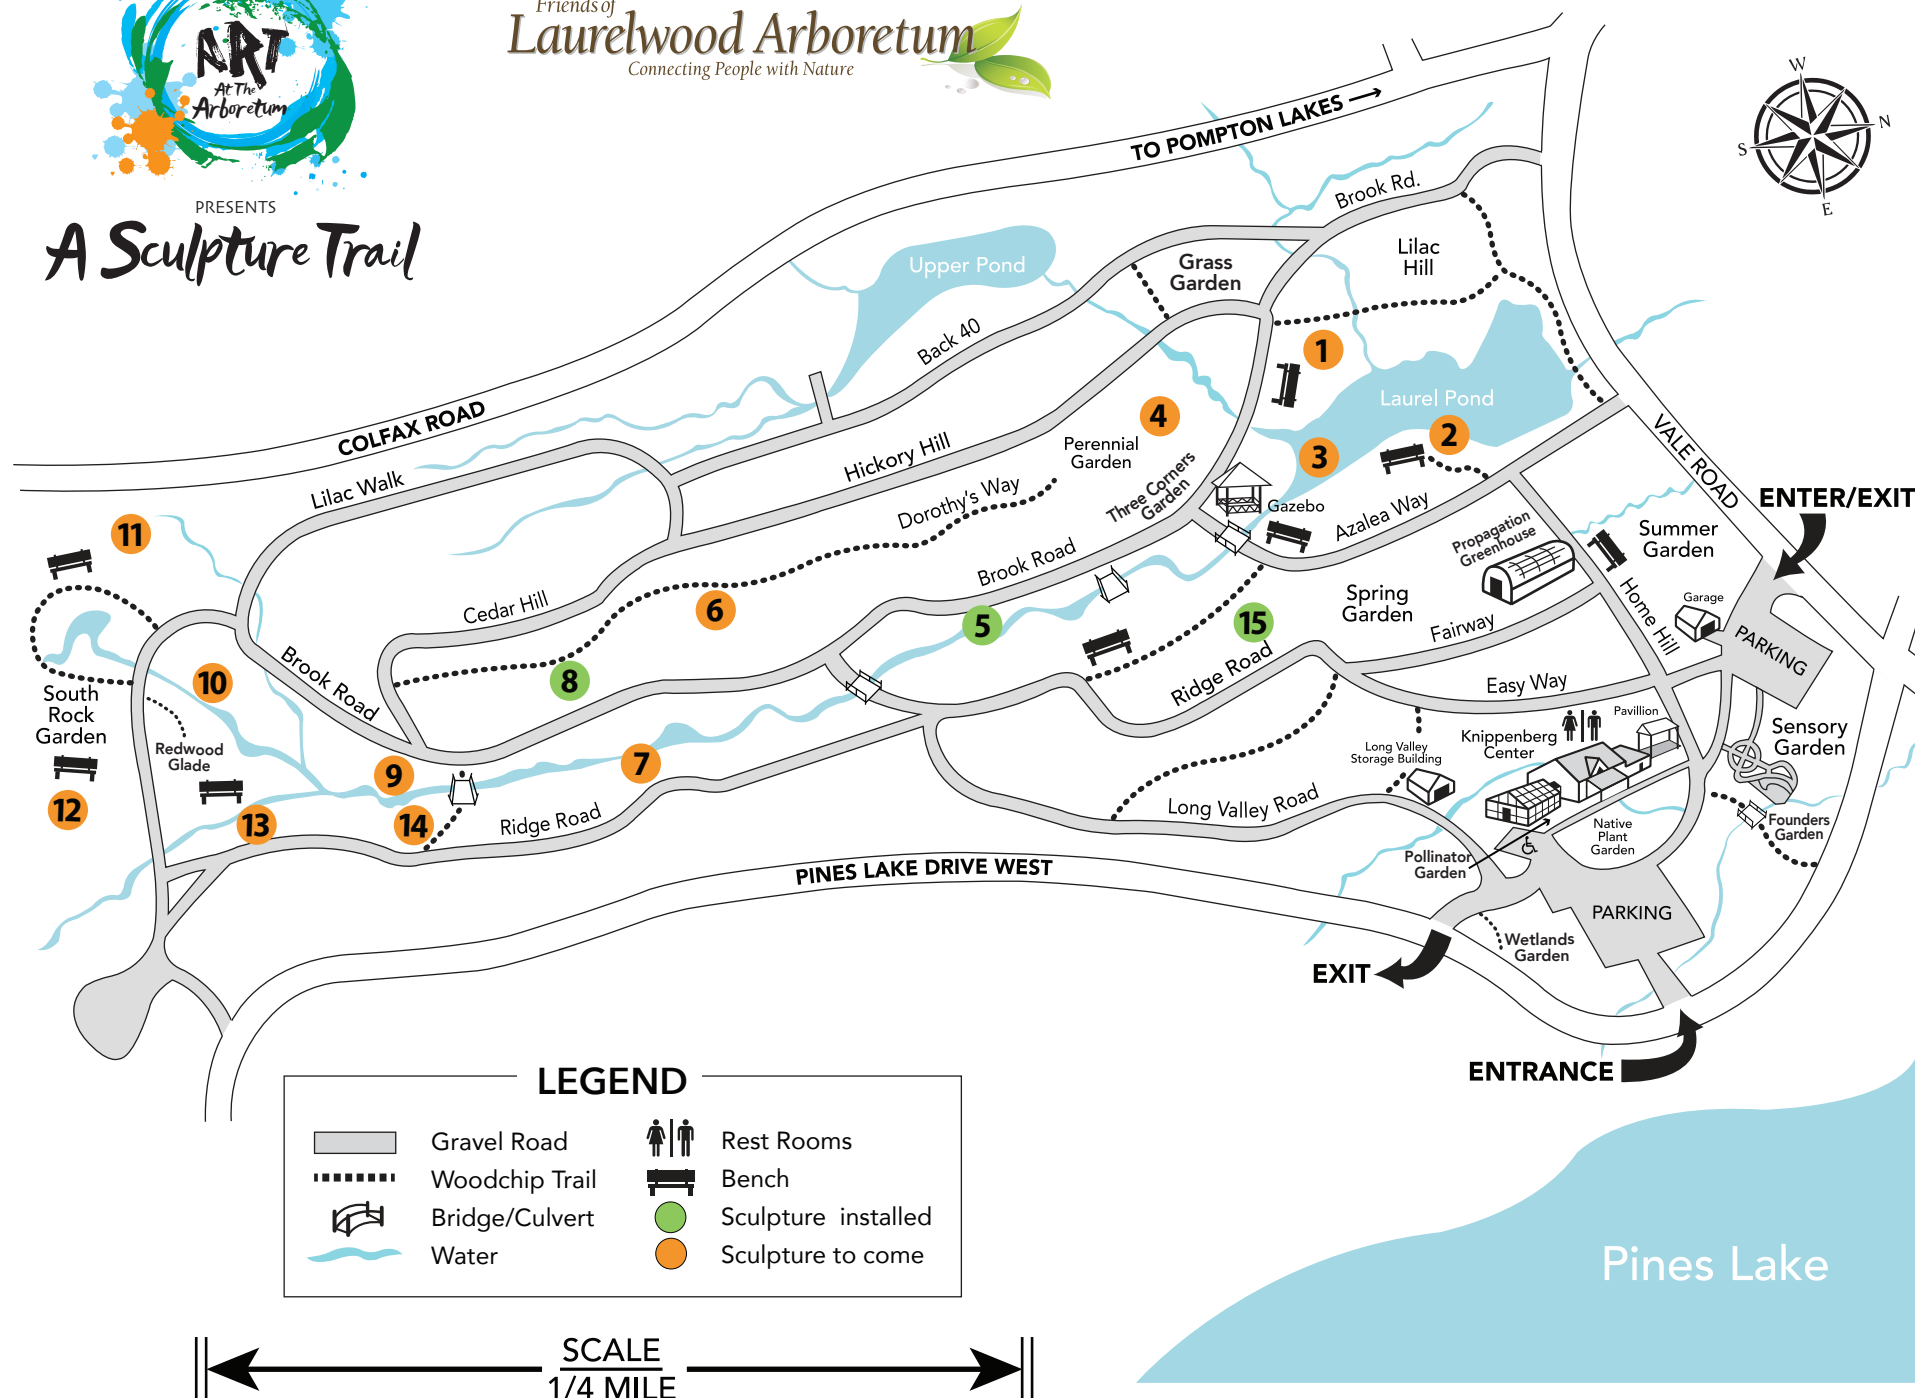 ART
At The
Arboretum
PRESENTS
A Sculpture Trail
Friends of
Laurelwood Arboretum
Connecting People with Nature
W
N
S
E
TO POMPTON LAKES
COLFAX ROAD
VALE ROAD
PINES LAKE DRIVE WEST
Brook Rd.
Lilac
Hill
Grass
Garden
Upper Pond
Back 40
1
Laurel Pond
2
3
4
Perennial
Garden
Three Corners
Garden
Gazebo
Azalea Way
Hickory Hill
Dorothy's Way
Lilac Walk
11
Cedar Hill
Brook Road
6
5
15
Spring
Garden
Propagation
Greenhouse
Summer
Garden
ENTER/EXIT
Garage
Home Hill
Fairway
PARKING
8
10
South
Rock
Garden
Brook Road
Redwood
Glade
12
13
9
14
7
Ridge Road
Ridge Road
Easy Way
Long Valley
Storage Building
Knippenberg
Center
Pavillion
Sensory
Garden
Long Valley Road
Founders
Garden
Native
Plant
Garden
Pollinator
Garden
PARKING
Wetlands
Garden
EXIT
ENTRANCE
LEGEND
Gravel Road
Woodchip Trail
Bridge/Culvert
Water
Rest Rooms
Bench
Sculpture installed
Sculpture to come
Pines Lake
SCALE
1/4 MILE